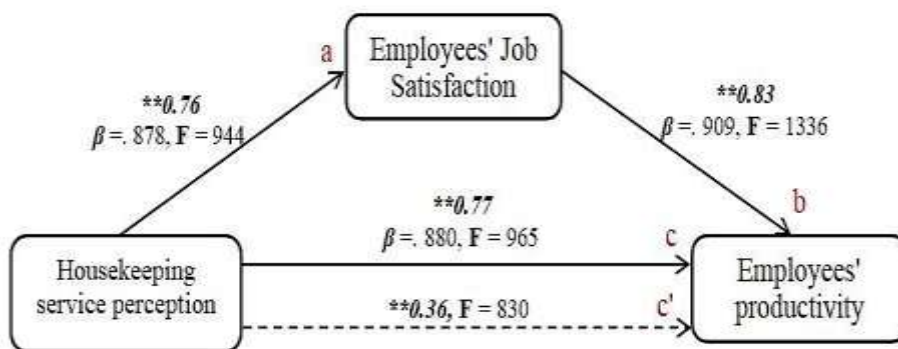 a
Employees' Job
Satisfaction
**0.76
β =. 878, F = 944
**0.83
β =. 909, F = 1336
b
**0.77
β =. 880, F = 965
c
Housekeeping
service perception
**0.36, F = 830
c'
Employees'
productivity